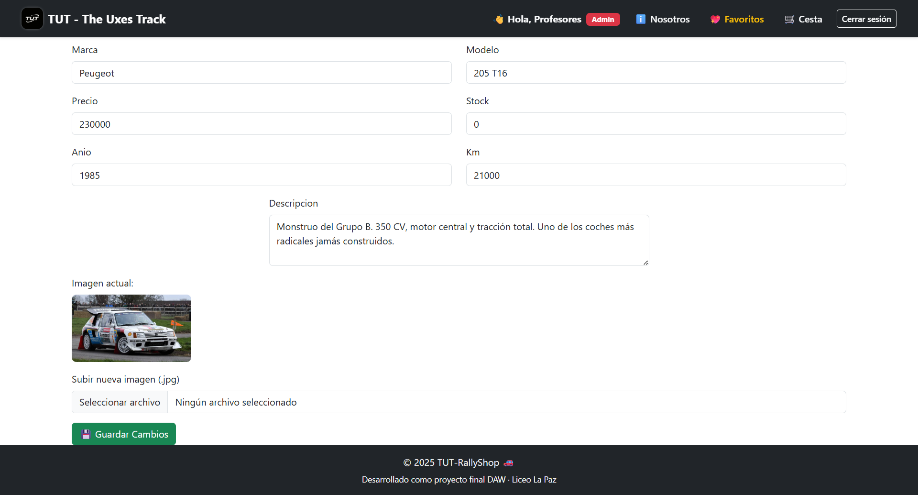 TUT TUT - The Uxes Track 👋 Hola, Profesores Admin ℹ️ Nosotros 💖 Favoritos 🛒 Cesta Cerrar sesión
Marca Modelo
Peugeot 205 T16
Precio Stock
230000 0
Anio Km
1985 21000
Descripcion
Monstruo del Grupo B. 350 CV, motor central y tracción total. Uno de los coches más
radicales jamás construidos.
Imagen actual:
Subir nueva imagen (.jpg)
Seleccionar archivo Ningún archivo seleccionado
💾 Guardar Cambios
© 2025 TUT-RallyShop 🚗
Desarrollado como proyecto final DAW · Liceo La Paz